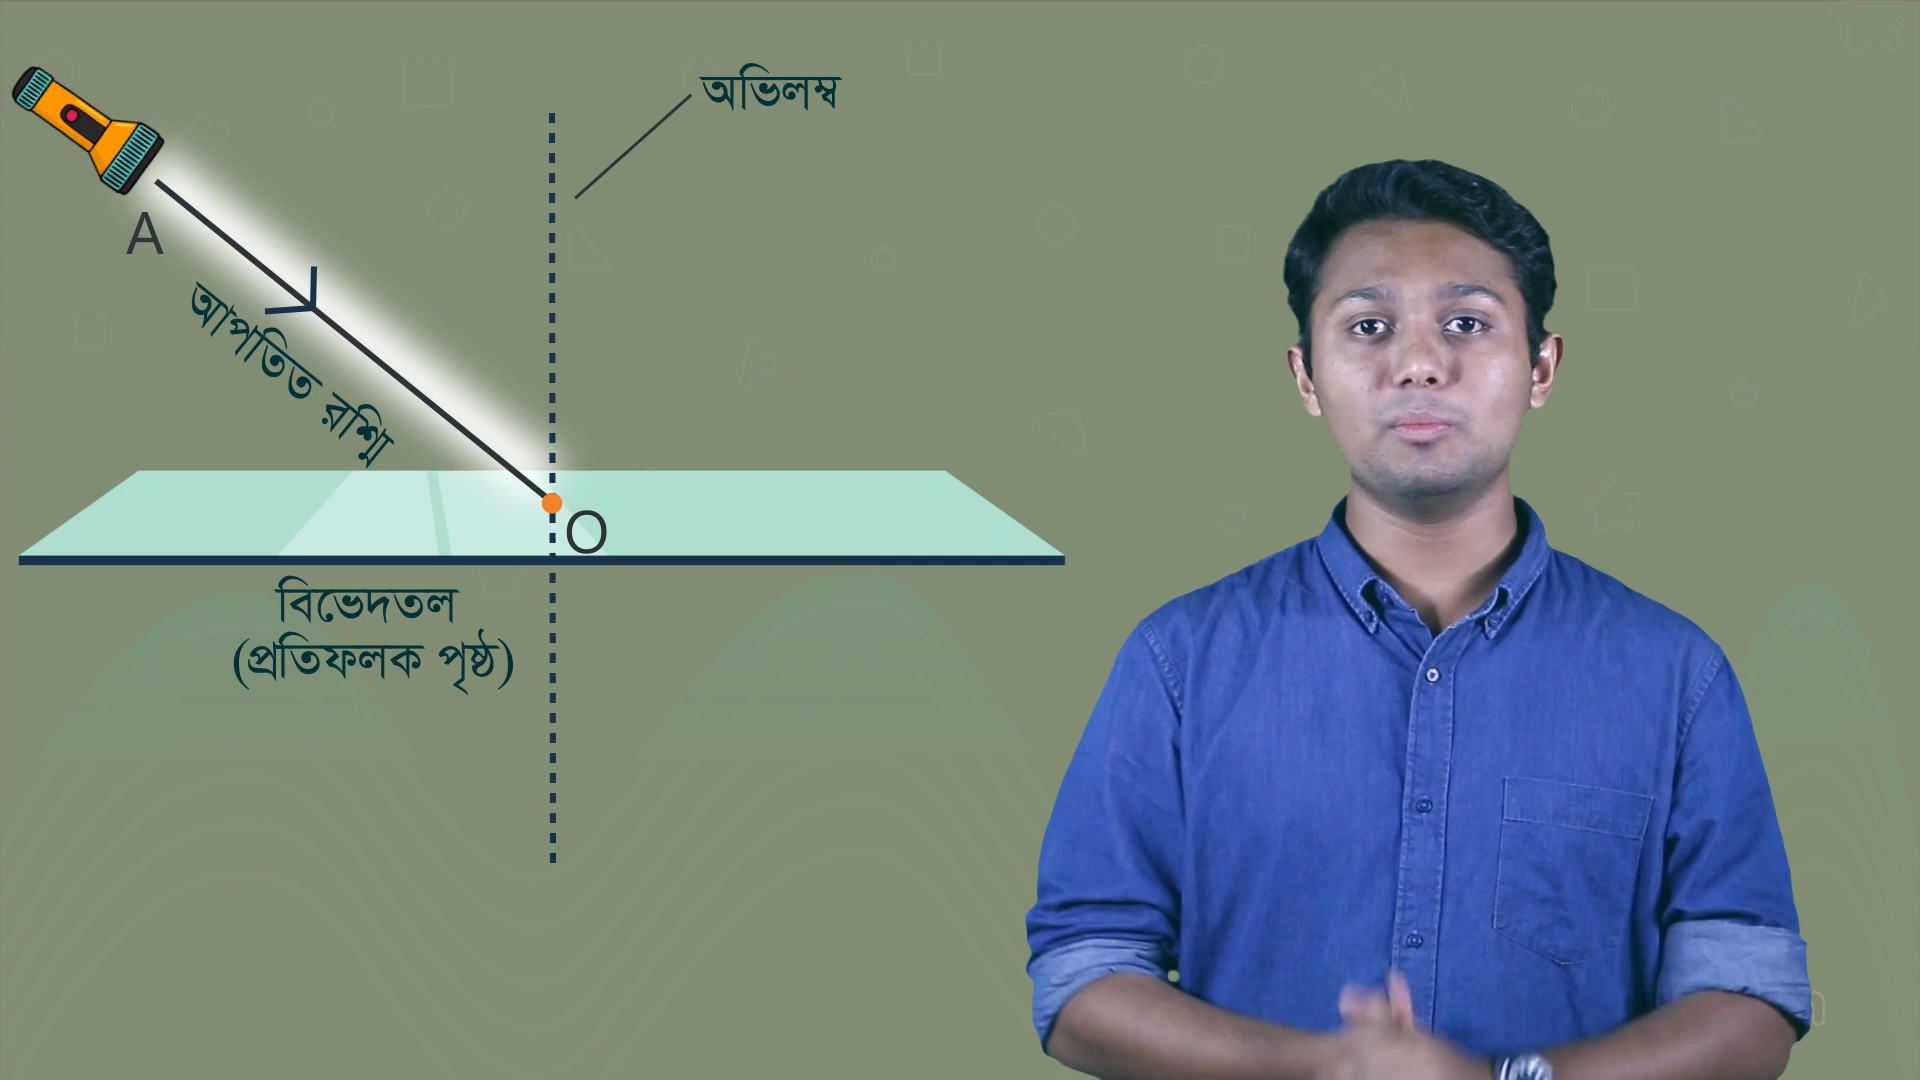 অভিলম্ব
A
আপতিত রশ্মি
O
বিভেদতল
(প্রতিফলক পৃষ্ঠ)